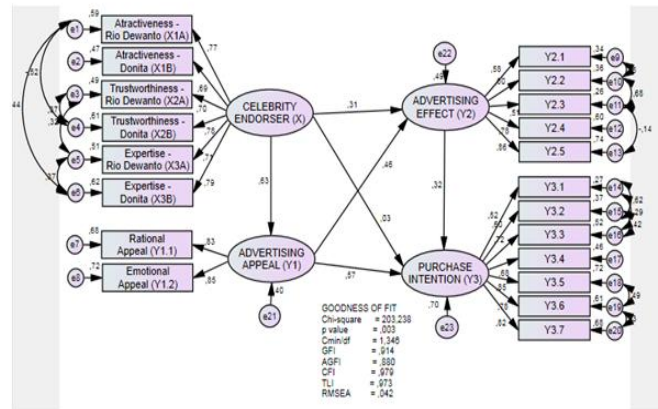 e1
,59
Atractiveness -
Rio Dewanto (X1A)
e2
,47
Atractiveness -
Donita (X1B)
e3
,49
Trustworthiness -
Rio Dewanto (X2A)
e4
,61
Trustworthiness -
Donita (X2B)
e5
,51
Expertise -
Rio Dewanto (X3A)
e6
,62
Expertise -
Donita (X3B)
,44
,77
,69
,70
,78
,79
CELEBRITY
ENDORSER (X)
,31
,63
,03
e7
,68
Rational
Appeal (Y1.1)
,83
e8
,72
Emotional
Appeal (Y1.2)
,85
ADVERTISING
APPEAL (Y1)
,40
e21
,46
,67
e22
,49
ADVERTISING
EFFECT (Y2)
,32
PURCHASE
INTENTION (Y3)
,70
e23
,58
,78
,86
Y2.1
,34
e9
Y2.2
,36
e10
Y2.3
,26
e11
Y2.4
,60
e12
Y2.5
,74
e13
,68
-,14
,52
,60
,72
,68
,85
,78
,82
Y3.1
,27
e14
Y3.2
,37
e15
Y3.3
,52
e16
Y3.4
,46
e17
Y3.5
,72
e18
Y3.6
,61
e19
Y3.7
,68
e20
,62
,29
,42
,49
GOODNESS OF FIT
Chi-square = 203,238
p value = ,003
Cmin/df = 1,346
GFI = ,914
AGFI = ,880
CFI = ,979
TLI = ,973
RMSEA = ,042